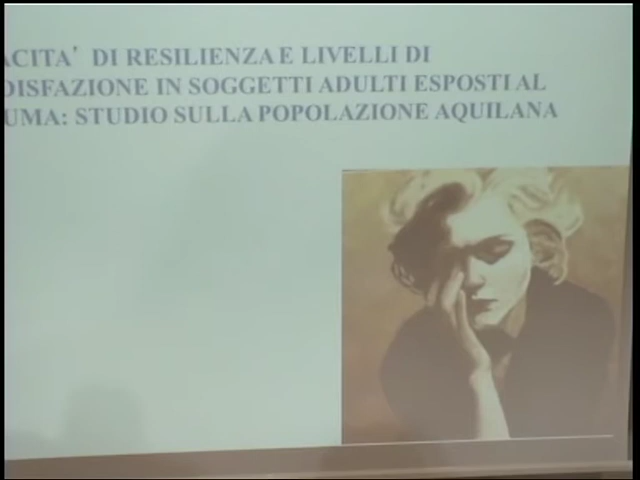 ACITA' DI RESILIENZA E LIVELLI DI
DISFAZIONE IN SOGGETTI ADULTI ESPOSTI AL
UMA: STUDIO SULLA POPOLAZIONE AQUILANA